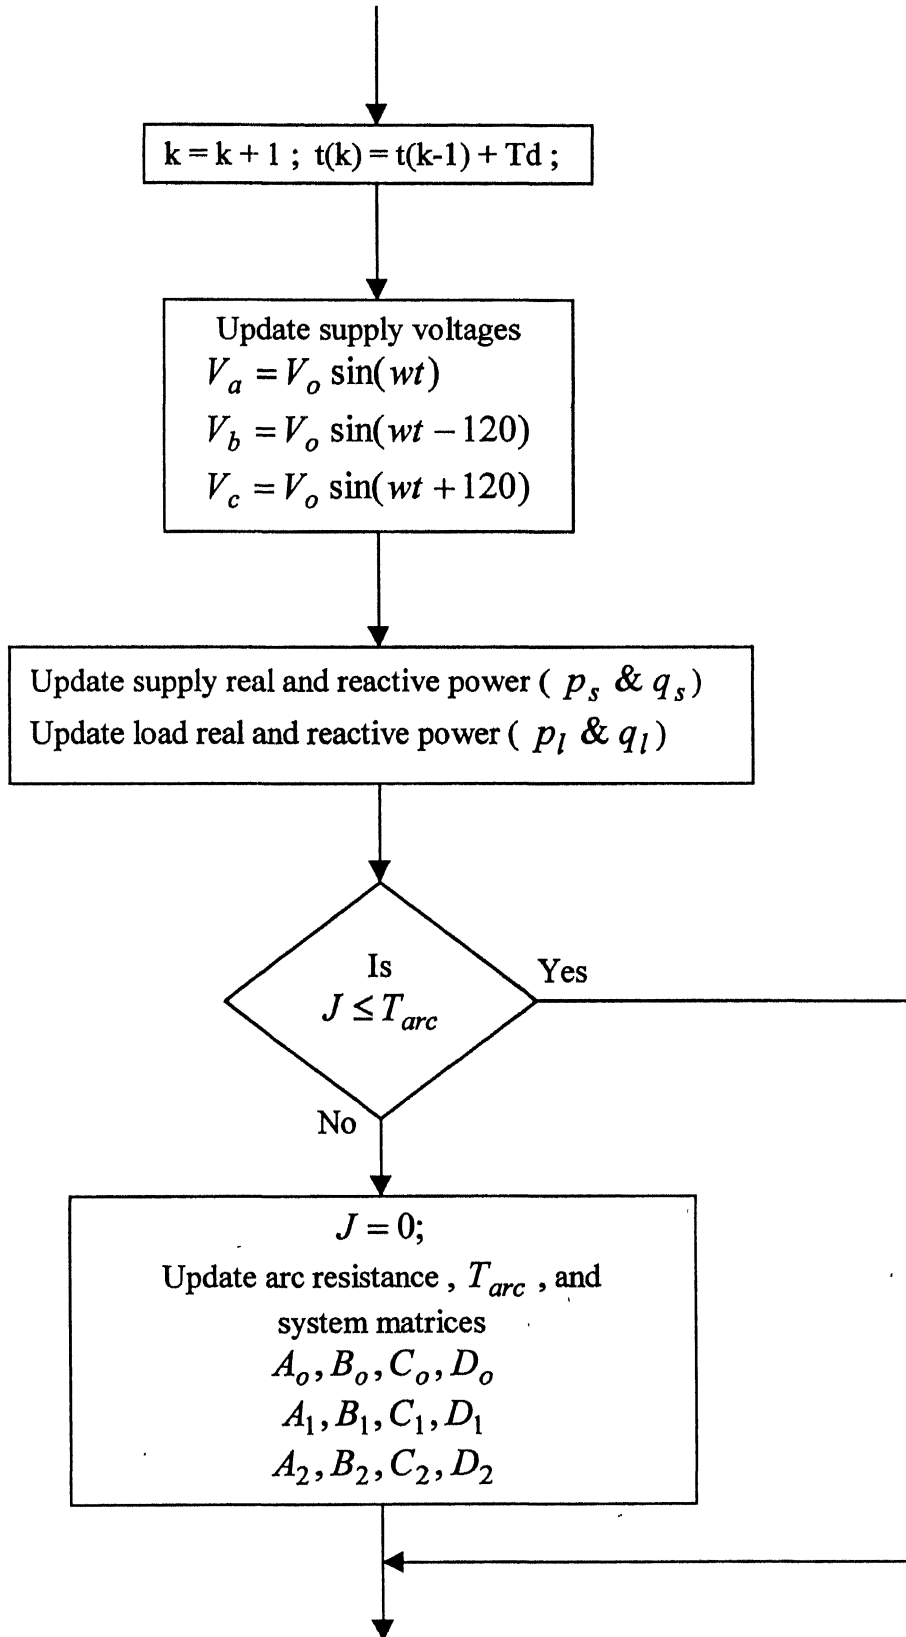 k = k + 1 ; t(k) = t(k-1) + Td ;
Update supply voltages
V_a = V_o sin(wt)
V_b = V_o sin(wt − 120)
V_c = V_o sin(wt + 120)
Update supply real and reactive power ( p_s & q_s )
Update load real and reactive power ( p_l & q_l )
Is
J ≤ T_arc
Yes
No
J = 0;
Update arc resistance , T_arc , and
system matrices
A_o, B_o, C_o, D_o
A_1, B_1, C_1, D_1
A_2, B_2, C_2, D_2